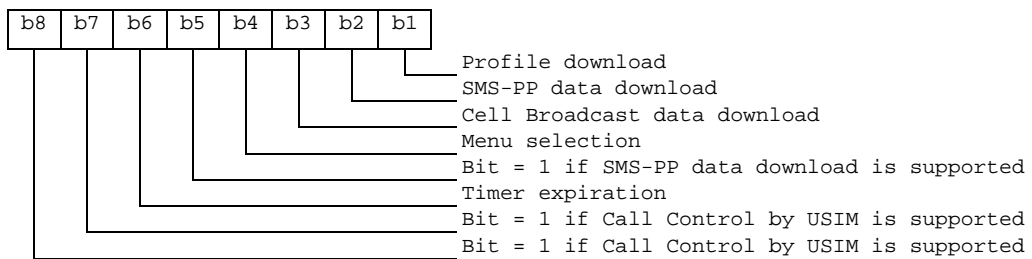 b8 b7 b6 b5 b4 b3 b2 b1
Profile download
SMS-PP data download
Cell Broadcast data download
Menu selection
Bit = 1 if SMS-PP data download is supported
Timer expiration
Bit = 1 if Call Control by USIM is supported
Bit = 1 if Call Control by USIM is supported